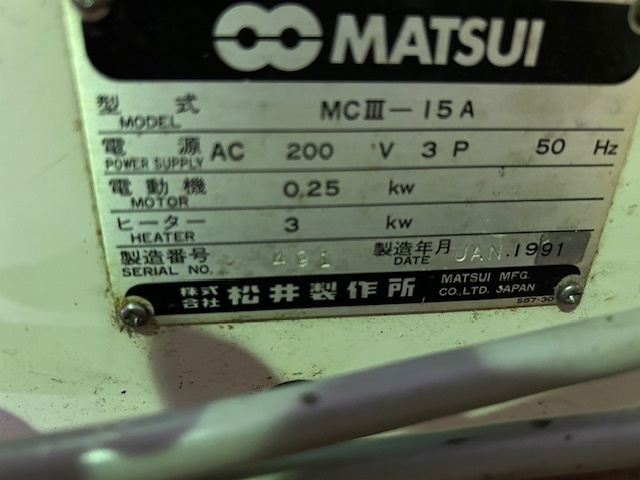 MATSUI
型式 MCⅢ-15A
MODEL
電源 AC 200 V 3P 50 Hz
POWER SUPPLY
電動機 0.25 kw
MOTOR
ヒーター 3 kw
HEATER
製造番号 491 製造年月 JAN.1991
SERIAL NO. DATE
株式会社 松井製作所 MATSUI MFG. CO.,LTD. JAPAN
S87-30